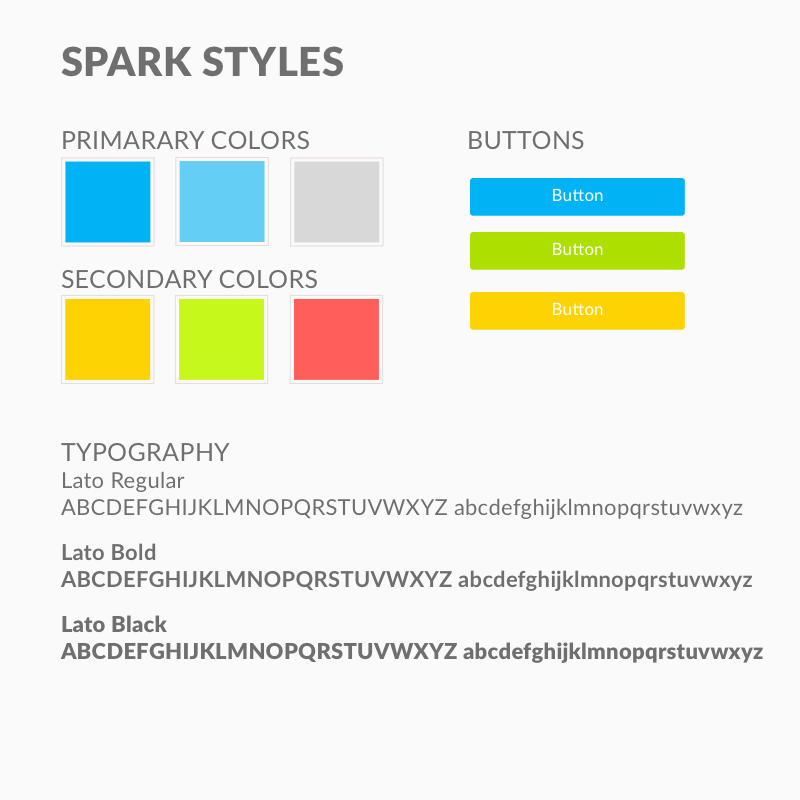 SPARK STYLES
PRIMARARY COLORS
SECONDARY COLORS
BUTTONS
Button
Button
Button
TYPOGRAPHY
Lato Regular
ABCDEFGHIJKLMNOPQRSTUVWXYZ abcdefghijklmnopqrstuvwxyz
Lato Bold
ABCDEFGHIJKLMNOPQRSTUVWXYZ abcdefghijklmnopqrstuvwxyz
Lato Black
ABCDEFGHIJKLMNOPQRSTUVWXYZ abcdefghijklmnopqrstuvwxyz